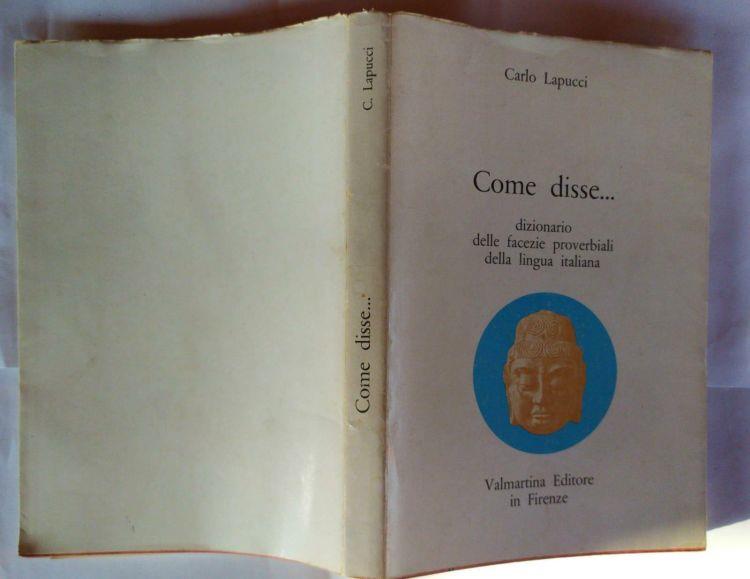 C. Lapucci
Come disse...
Carlo Lapucci
Come disse...
dizionario
delle facezie proverbiali
della lingua italiana
Valmartina Editore
in Firenze